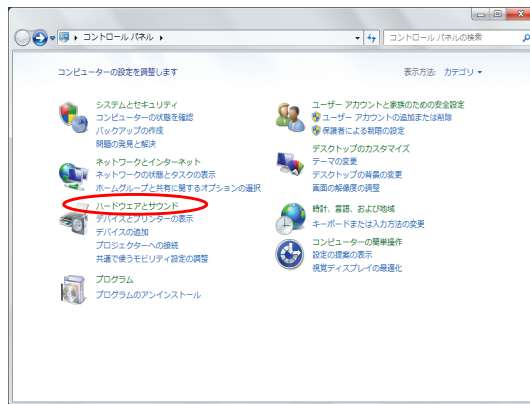 コントロール パネル
コントロール パネルの検索
コンピューターの設定を調整します
表示方法: カテゴリ
システムとセキュリティ
コンピューターの状態を確認
バックアップの作成
問題の発見と解決
ネットワークとインターネット
ネットワークの状態とタスクの表示
ホームグループと共有に関するオプションの選択
ハードウェアとサウンド
デバイスとプリンターの表示
デバイスの追加
プロジェクターへの接続
共通で使うモビリティ設定の調整
プログラム
プログラムのアンインストール
ユーザー アカウントと家族のための安全設定
ユーザー アカウントの追加または削除
保護者による制限の設定
デスクトップのカスタマイズ
テーマの変更
デスクトップの背景の変更
画面の解像度の調整
時計、言語、および地域
キーボードまたは入力方法の変更
コンピューターの簡単操作
設定の提案の表示
視覚ディスプレイの最適化